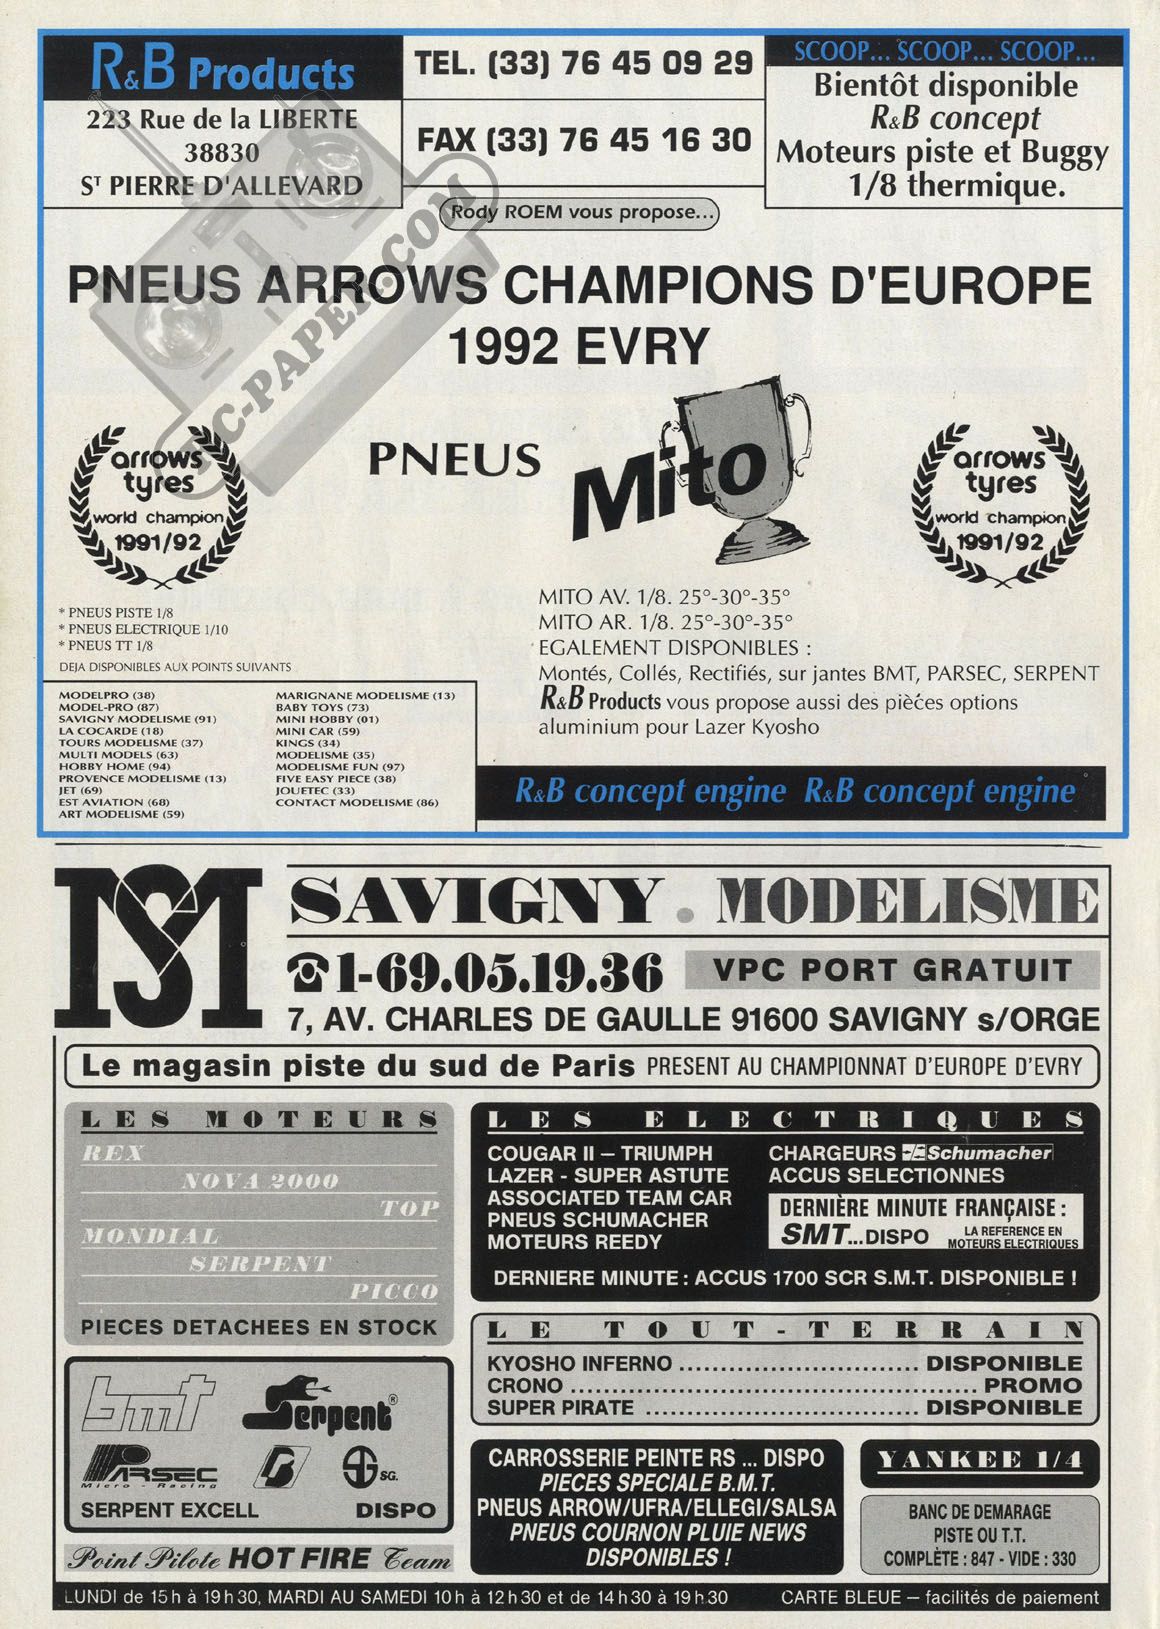 R&B Products
223 Rue de la LIBERTE
38830
ST PIERRE D'ALLEVARD
TEL. (33) 76 45 09 29
FAX (33) 76 45 16 30
SCOOP... SCOOP... SCOOP...
Bientôt disponible
R&B concept
Moteurs piste et Buggy
1/8 thermique.
Rody ROEM vous propose...
RC-PAPER.COM
PNEUS ARROWS CHAMPIONS D'EUROPE
1992 EVRY
arrows
tyres
world champion
1991/92
PNEUS
Mito
arrows
tyres
world champion
1991/92
* PNEUS PISTE 1/8
* PNEUS ELECTRIQUE 1/10
* PNEUS TT 1/8
DEJA DISPONIBLES AUX POINTS SUIVANTS
MITO AV. 1/8. 25°-30°-35°
MITO AR. 1/8. 25°-30°-35°
EGALEMENT DISPONIBLES :
Montés, Collés, Rectifiés, sur jantes BMT, PARSEC, SERPENT
R&B Products vous propose aussi des pièces options
aluminium pour Lazer Kyosho
MODELPRO (38)
MODEL-PRO (87)
SAVIGNY MODELISME (91)
LA COCARDE (18)
TOURS MODELISME (37)
MULTI MODELS (63)
HOBBY HOME (94)
PROVENCE MODELISME (13)
JET (69)
EST AVIATION (68)
ART MODELISME (59)
MARIGNANE MODELISME (13)
BABY TOYS (73)
MINI HOBBY (01)
MINI CAR (59)
KINGS (34)
MODELISME (35)
MODELISME FUN (97)
FIVE EASY PIECE (38)
JOUETEC (33)
CONTACT MODELISME (86)
R&B concept engine R&B concept engine
SM
SAVIGNY . MODELISME
☎1-69.05.19.36
VPC PORT GRATUIT
7, AV. CHARLES DE GAULLE 91600 SAVIGNY s/ORGE
Le magasin piste du sud de Paris PRESENT AU CHAMPIONNAT D'EUROPE D'EVRY
LES MOTEURS
REX
NOVA 2000
TOP
MONDIAL
SERPENT
PICCO
PIECES DETACHEES EN STOCK
LES ELECTRIQUES
COUGAR II – TRIUMPH
LAZER - SUPER ASTUTE
ASSOCIATED TEAM CAR
PNEUS SCHUMACHER
MOTEURS REEDY
CHARGEURS Schumacher
ACCUS SELECTIONNES
DERNIÈRE MINUTE FRANÇAISE :
SMT...DISPO LA REFERENCE EN
MOTEURS ELECTRIQUES
DERNIERE MINUTE : ACCUS 1700 SCR S.M.T. DISPONIBLE !
LE TOUT-TERRAIN
KYOSHO INFERNO .................................. DISPONIBLE
CRONO .................................................. PROMO
SUPER PIRATE ...................................... DISPONIBLE
bmt
Serpent®
PARSEC
Micro - Racing
B
SG SG.
SERPENT EXCELL DISPO
Point Pilote HOT FIRE Team
CARROSSERIE PEINTE RS ... DISPO
PIECES SPECIALE B.M.T.
PNEUS ARROW/UFRA/ELLEGI/SALSA
PNEUS COURNON PLUIE NEWS
DISPONIBLES !
YANKEE 1/4
BANC DE DEMARAGE
PISTE OU T.T.
COMPLÈTE : 847 - VIDE : 330
LUNDI de 15 h à 19 h 30, MARDI AU SAMEDI 10 h à 12 h 30 et de 14 h 30 à 19 h 30
CARTE BLEUE – facilités de paiement